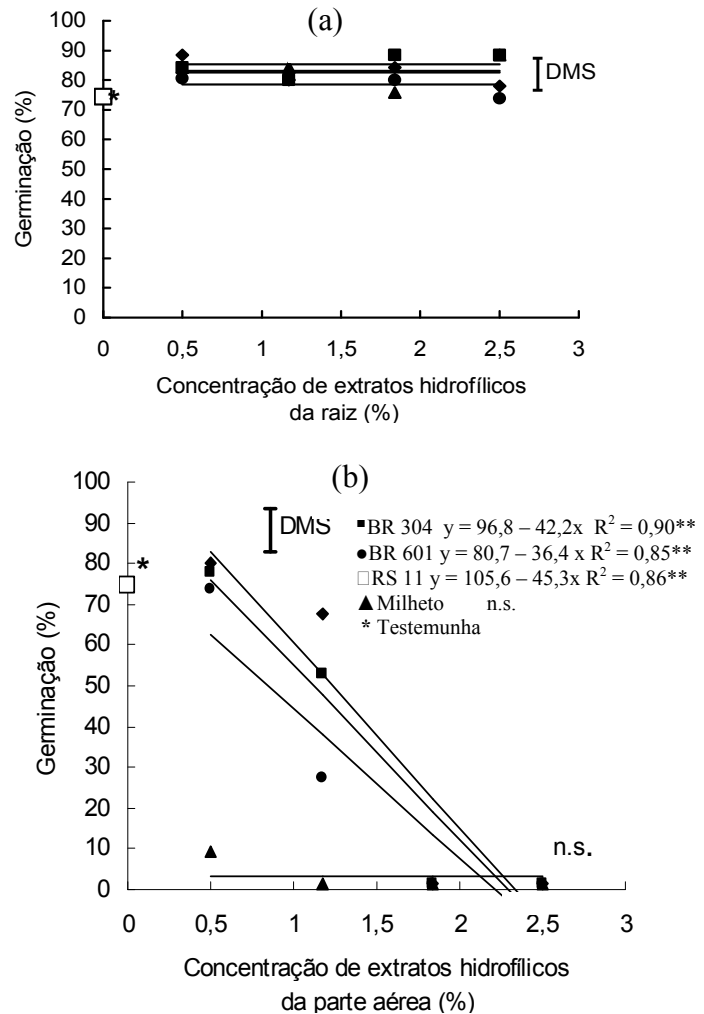 (a)
100
90
80
70
60
50
40
30
20
10
0
Germinação (%)
*
DMS
0 0,5 1 1,5 2 2,5 3
Concentração de extratos hidrofílicos
da raiz (%)
(b)
100
90
80
70
60
50
40
30
20
10
0
Germinação (%)
*
DMS
BR 304 y = 96,8 – 42,2x R² = 0,90**
BR 601 y = 80,7 – 36,4 x R² = 0,85**
RS 11 y = 105,6 – 45,3x R² = 0,86**
Milheto n.s.
* Testemunha
n.s.
0 0,5 1 1,5 2 2,5 3
Concentração de extratos hidrofílicos
da parte aérea (%)